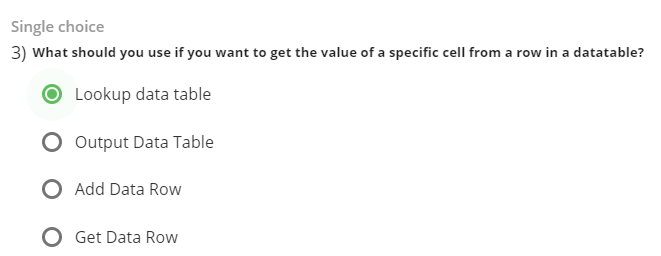 Single choice
3) What should you use if you want to get the value of a specific cell from a row in a datatable?
Lookup data table
Output Data Table
Add Data Row
Get Data Row